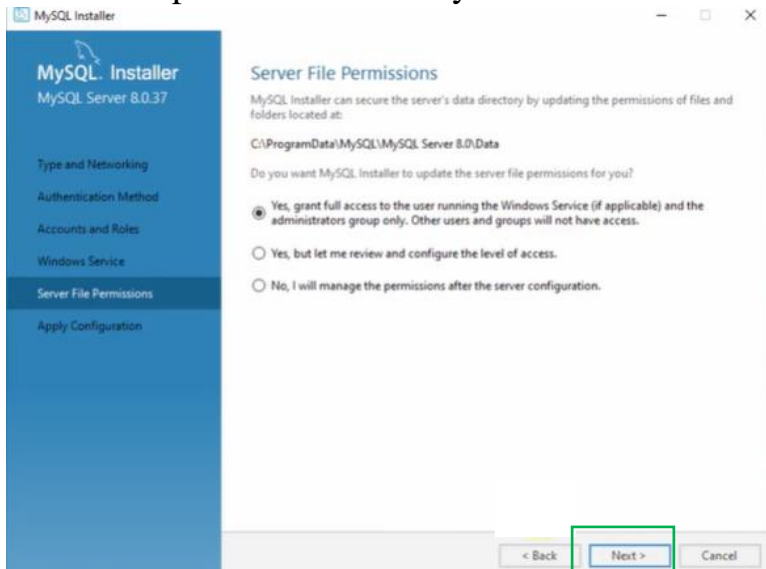 MySQL Installer
MySQL. Installer
MySQL Server 8.0.37
Type and Networking
Authentication Method
Accounts and Roles
Windows Service
Server File Permissions
Apply Configuration
Server File Permissions
MySQL Installer can secure the server's data directory by updating the permissions of files and
folders located at:
C:\ProgramData\MySQL\MySQL Server 8.0\Data
Do you want MySQL Installer to update the server file permissions for you?
Yes, grant full access to the user running the Windows Service (if applicable) and the
administrators group only. Other users and groups will not have access.
Yes, but let me review and configure the level of access.
No, I will manage the permissions after the server configuration.
< Back
Next >
Cancel